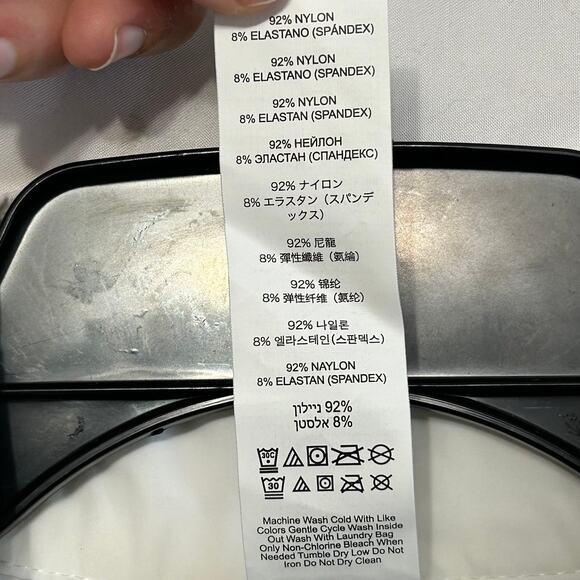 92% NYLON
8% ELASTANO (SPÁNDEX)
92% NYLON
8% ELASTANO (SPANDEX)
92% NYLON
8% ELASTAN (SPANDEX)
92% НЕЙЛОН
8% ЭЛАСТАН (СПАНДЕКС)
92% ナイロン
8% エラスタン（スパンデ
ックス）
92% 尼龍
8% 彈性纖維（氨綸）
92% 锦纶
8% 弹性纤维（氨纶）
92% 나일론
8% 엘라스테인(스판덱스)
92% NAYLON
8% ELASTAN (SPANDEX)
92% ניילון
8% אלסטן
30C
30
Machine Wash Cold With Like
Colors Gentle Cycle Wash Inside
Out Wash With Laundry Bag
Only Non-Chlorine Bleach When
Needed Tumble Dry Low Do Not
Iron Do Not Dry Clean